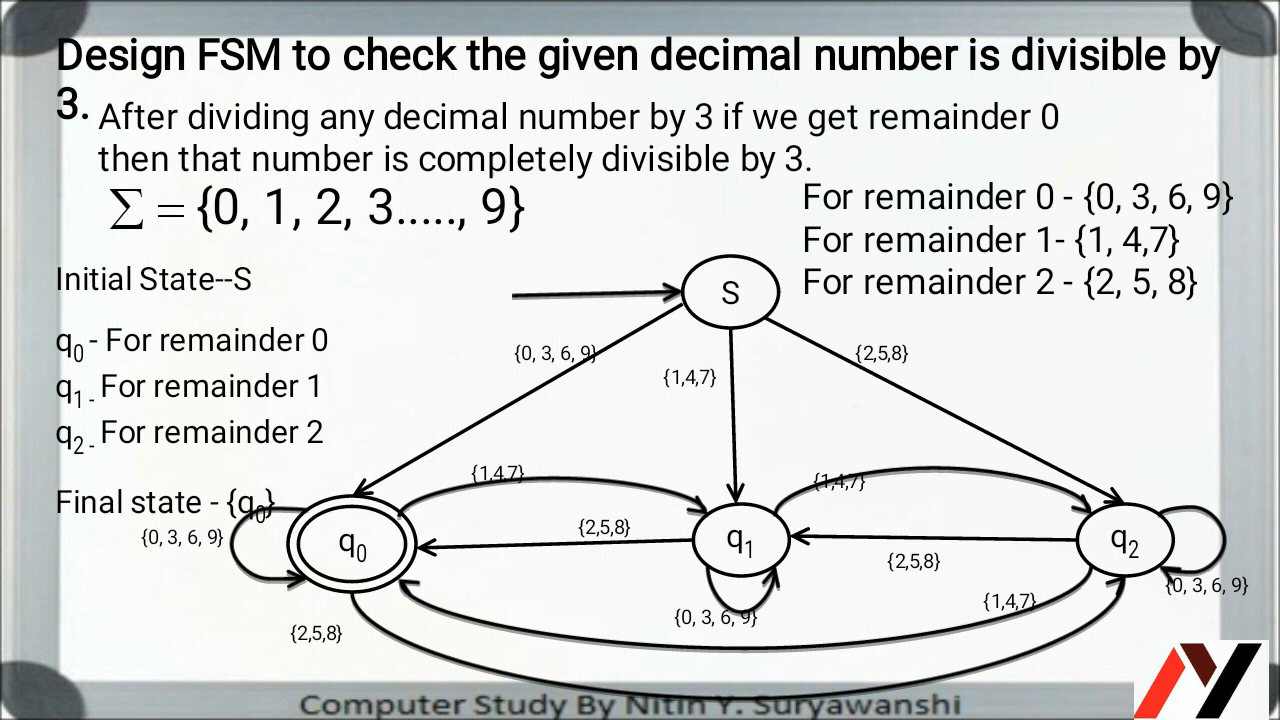 Design FSM to check the given decimal number is divisible by
3.
After dividing any decimal number by 3 if we get remainder 0
then that number is completely divisible by 3.
∑ = {0, 1, 2, 3....., 9}
For remainder 0 - {0, 3, 6, 9}
For remainder 1- {1, 4,7}
For remainder 2 - {2, 5, 8}
Initial State--S
S
q0 - For remainder 0
q1 - For remainder 1
q2 - For remainder 2
{0, 3, 6, 9}
{1,4,7}
{2,5,8}
Final state - {q0}
{1,4,7}
{1,4,7}
{0, 3, 6, 9}
q0
{2,5,8}
q1
{2,5,8}
q2
{0, 3, 6, 9}
{0, 3, 6, 9}
{1,4,7}
{2,5,8}
Computer Study By Nitin Y. Suryawanshi